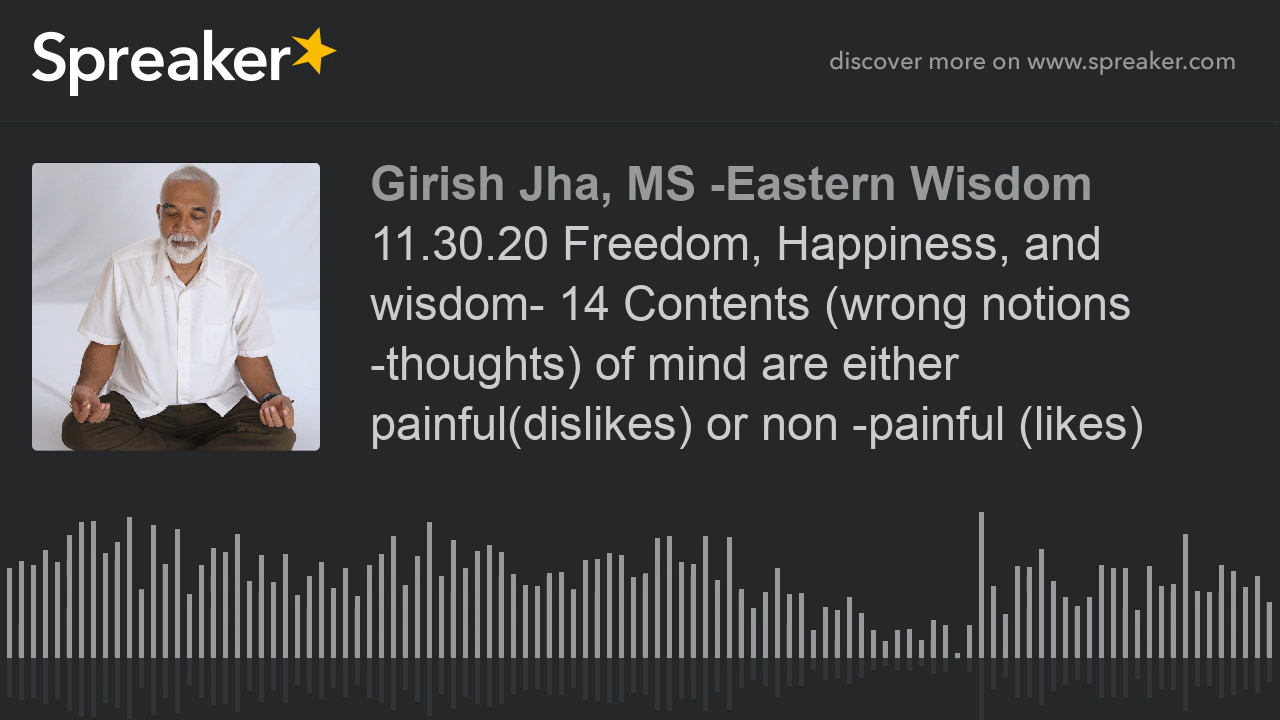 Spreaker
discover more on www.spreaker.com
Girish Jha, MS -Eastern Wisdom
11.30.20 Freedom, Happiness, and
wisdom- 14 Contents (wrong notions
-thoughts) of mind are either
painful(dislikes) or non -painful (likes)